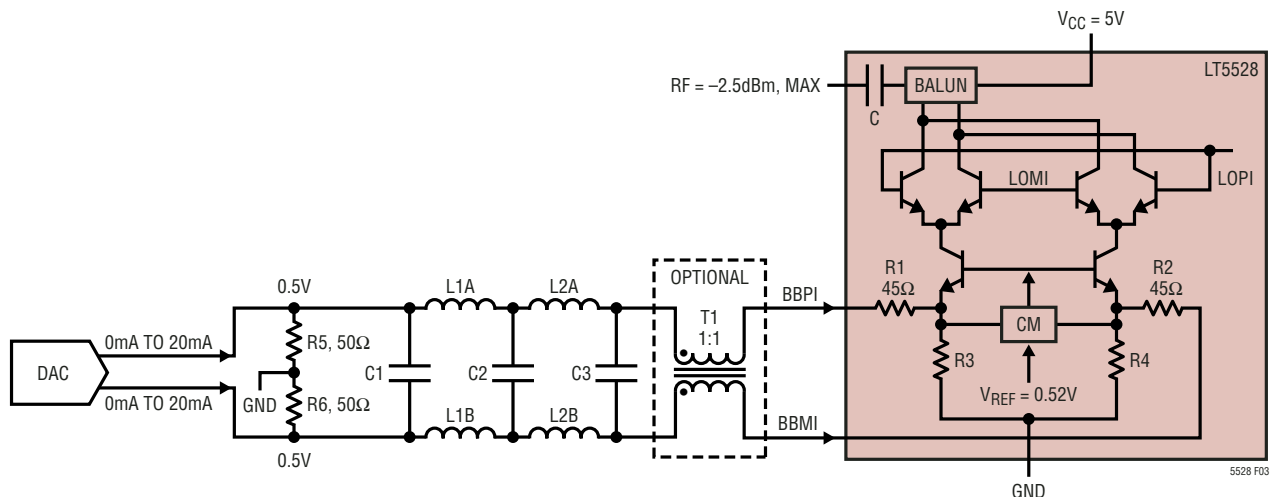 V_CC = 5V
LT5528
RF = –2.5dBm, MAX
BALUN
C
LOMI
LOPI
OPTIONAL
R1
45Ω
R2
45Ω
0.5V
L1A
L2A
BBPI
T1
1:1
CM
0mA TO 20mA
R5, 50Ω
DAC
C1
C2
C3
R3
R4
GND
V_REF = 0.52V
0mA TO 20mA
R6, 50Ω
L1B
L2B
BBMI
0.5V
GND
5528 F03